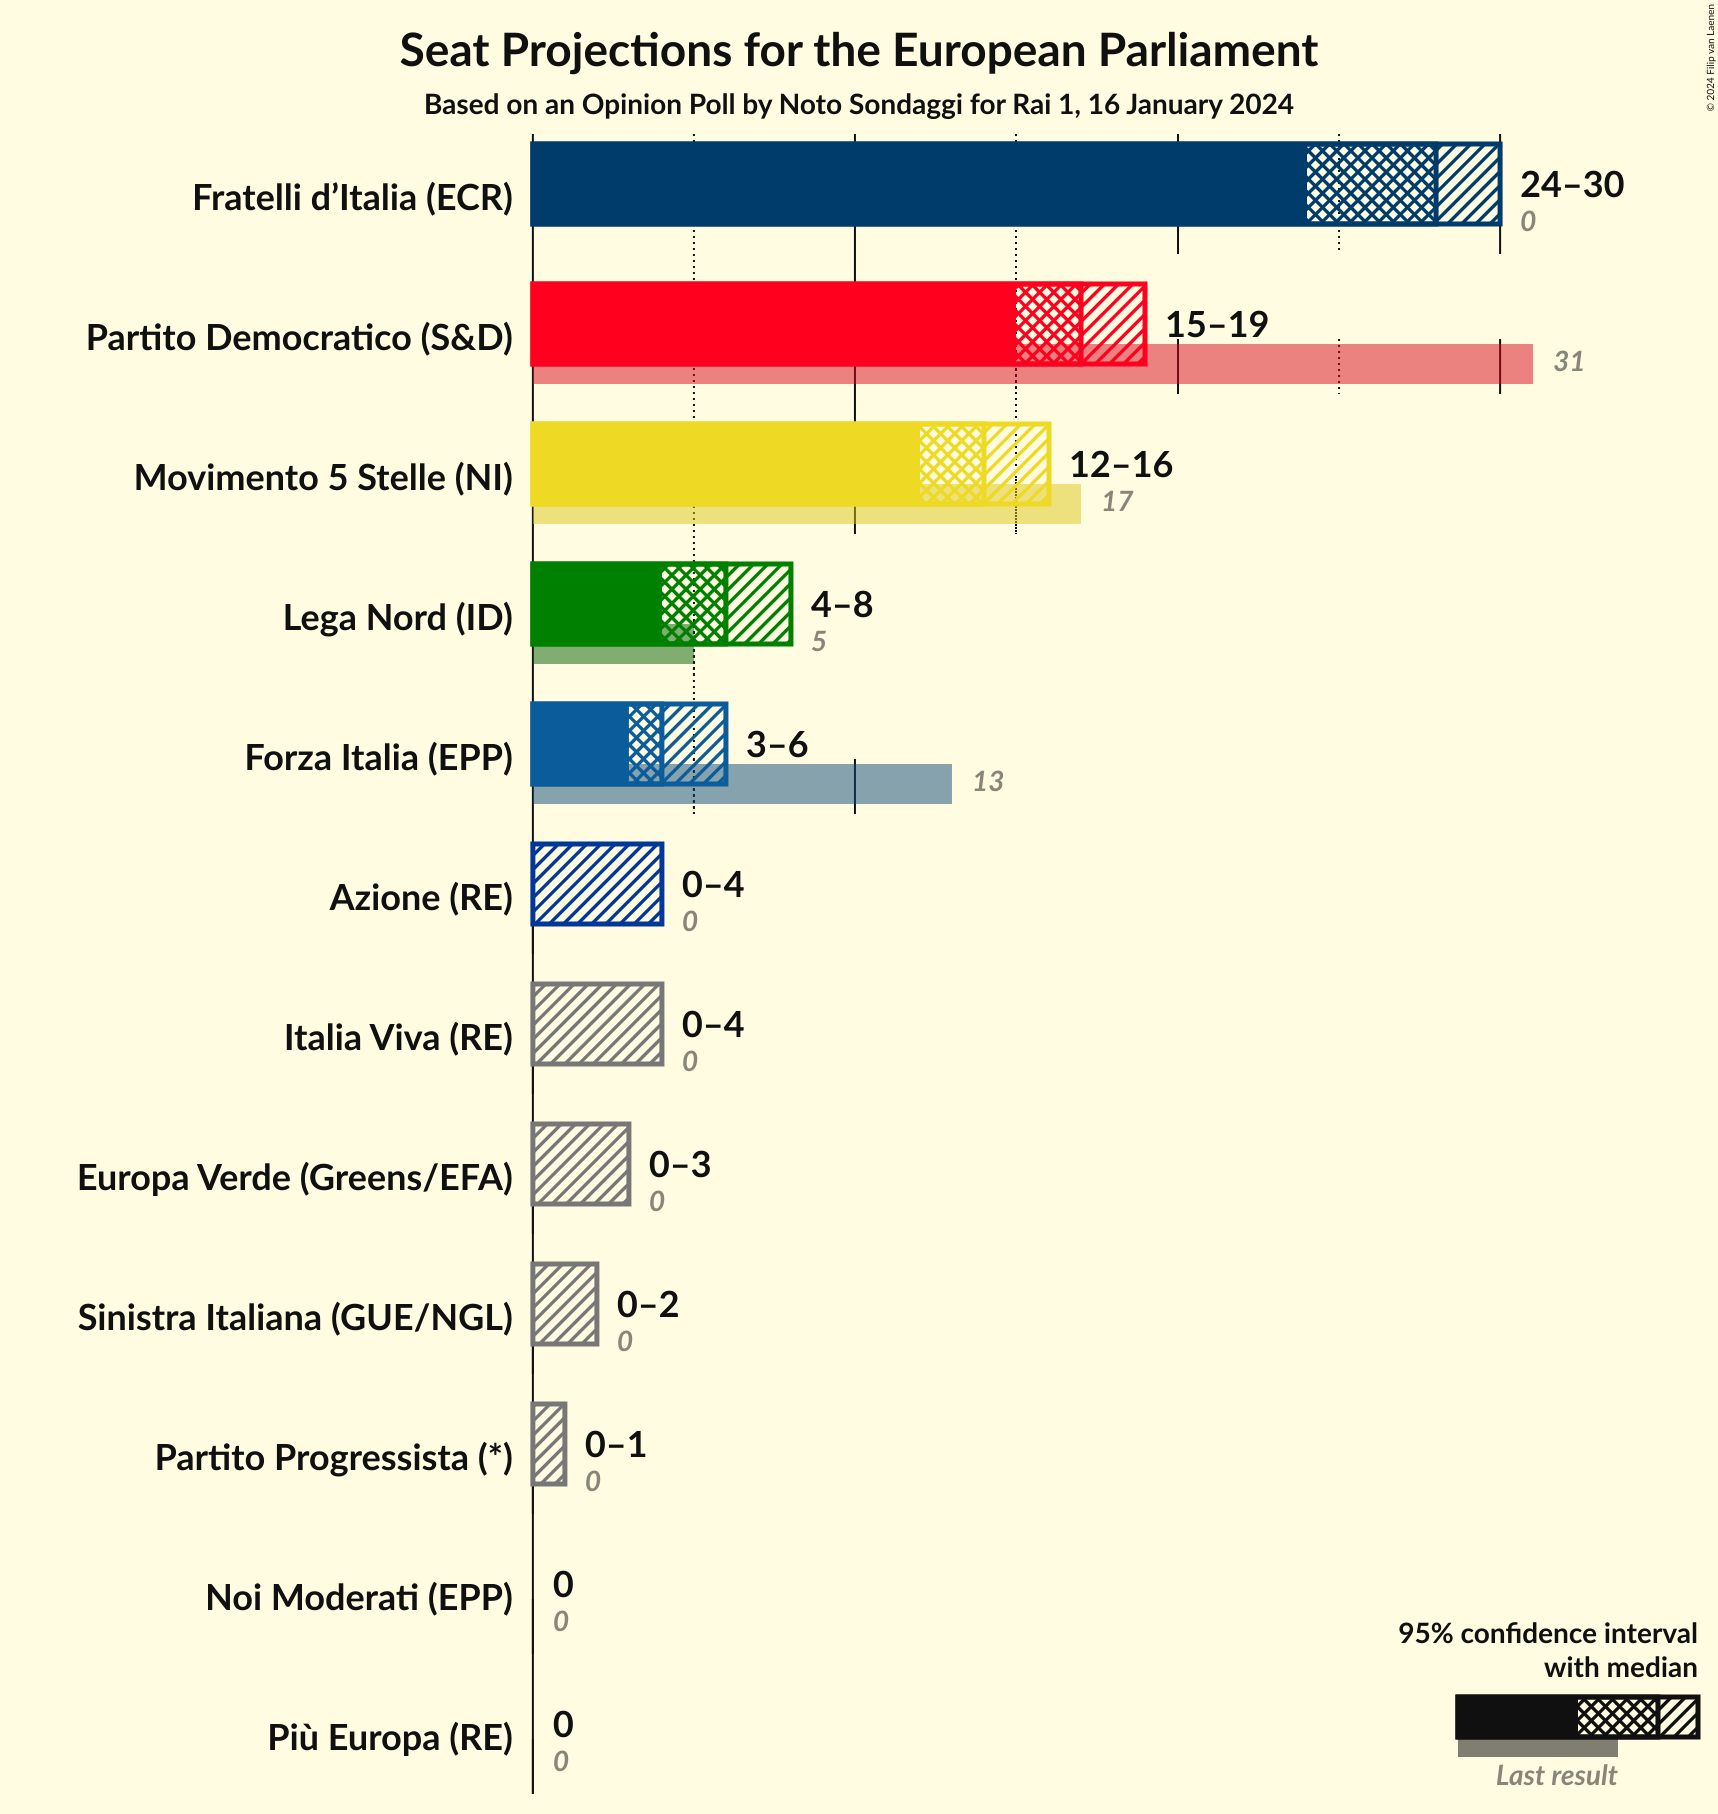 Seat Projections for the European Parliament
Based on an Opinion Poll by Noto Sondaggi for Rai 1, 16 January 2024
© 2024 Filip van Laenen
Fratelli d’Italia (ECR)
24–30
0
Partito Democratico (S&D)
15–19
31
Movimento 5 Stelle (NI)
12–16
17
Lega Nord (ID)
4–8
5
Forza Italia (EPP)
3–6
13
Azione (RE)
0–4
0
Italia Viva (RE)
0–4
0
Europa Verde (Greens/EFA)
0–3
0
Sinistra Italiana (GUE/NGL)
0–2
0
Partito Progressista (*)
0–1
0
Noi Moderati (EPP)
0
0
Più Europa (RE)
0
0
95% confidence interval
with median
Last result